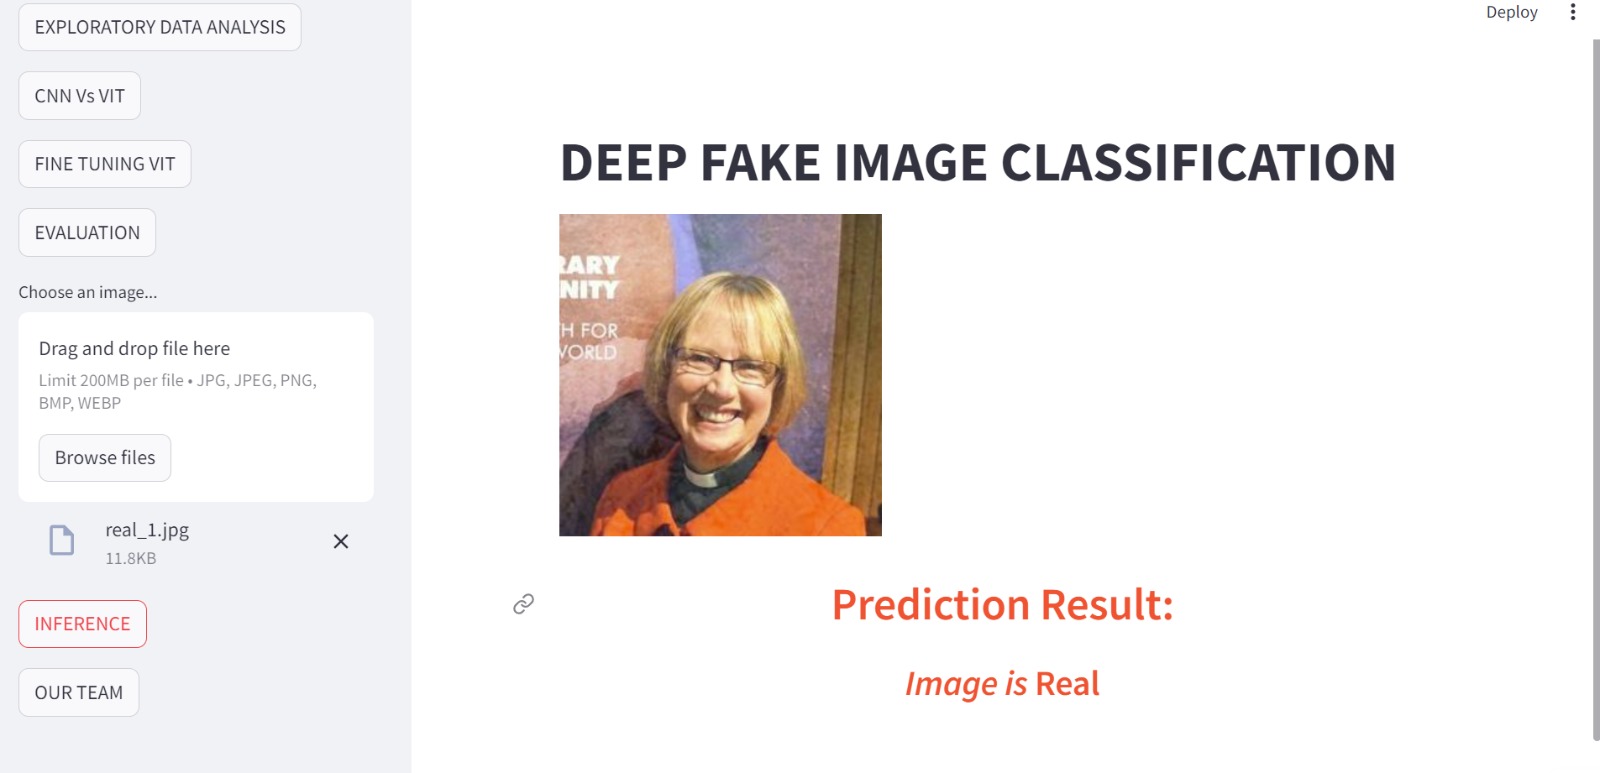 EXPLORATORY DATA ANALYSIS
CNN Vs VIT
FINE TUNING VIT
EVALUATION
Choose an image...
Drag and drop file here
Limit 200MB per file • JPG, JPEG, PNG,
BMP, WEBP
Browse files
real_1.jpg
11.8KB
INFERENCE
OUR TEAM
Deploy
DEEP FAKE IMAGE CLASSIFICATION
RARY
NITY
H FOR
WORLD
Prediction Result:
Image is Real